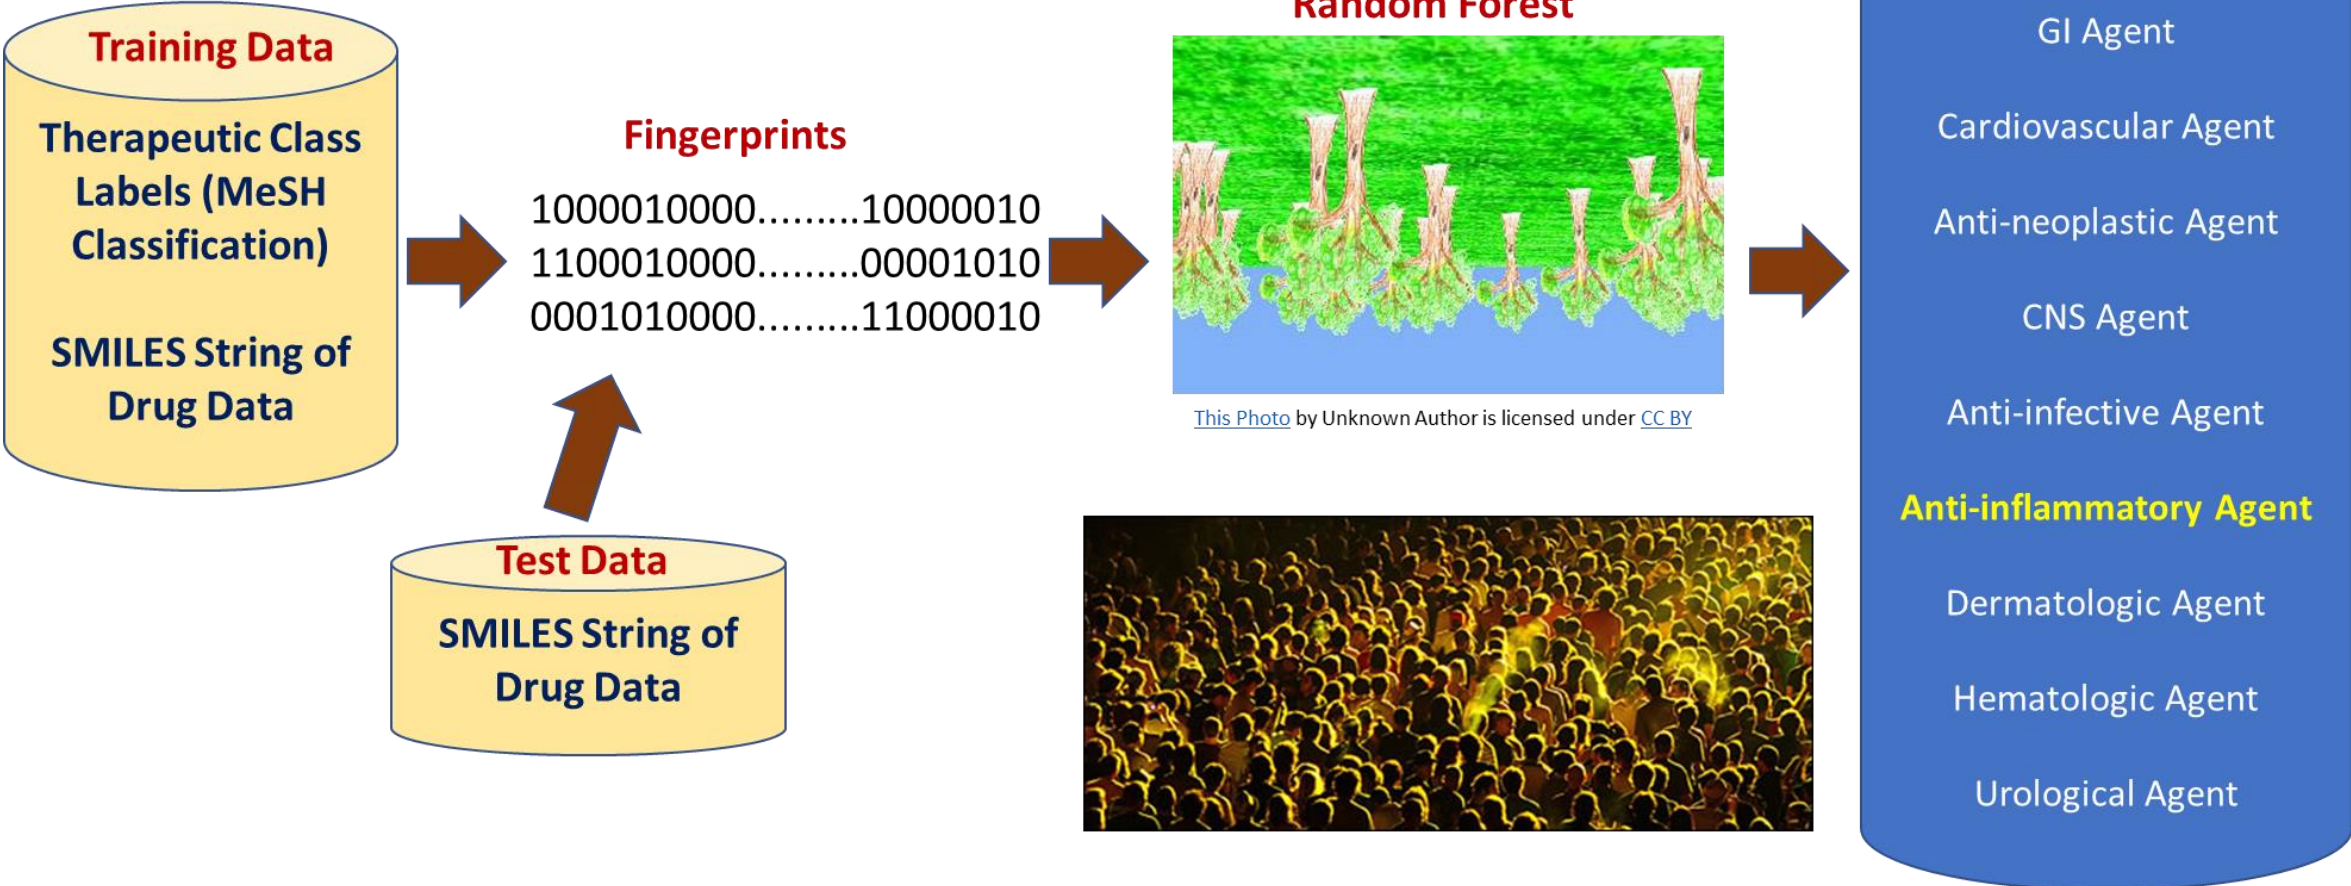 Training Data
Therapeutic Class
Labels (MeSH
Classification)
SMILES String of
Drug Data
Fingerprints
1000010000.........10000010
1100010000.........00001010
0001010000.........11000010
Test Data
SMILES String of
Drug Data
Random Forest
This Photo by Unknown Author is licensed under CC BY
GI Agent
Cardiovascular Agent
Anti-neoplastic Agent
CNS Agent
Anti-infective Agent
Anti-inflammatory Agent
Dermatologic Agent
Hematologic Agent
Urological Agent